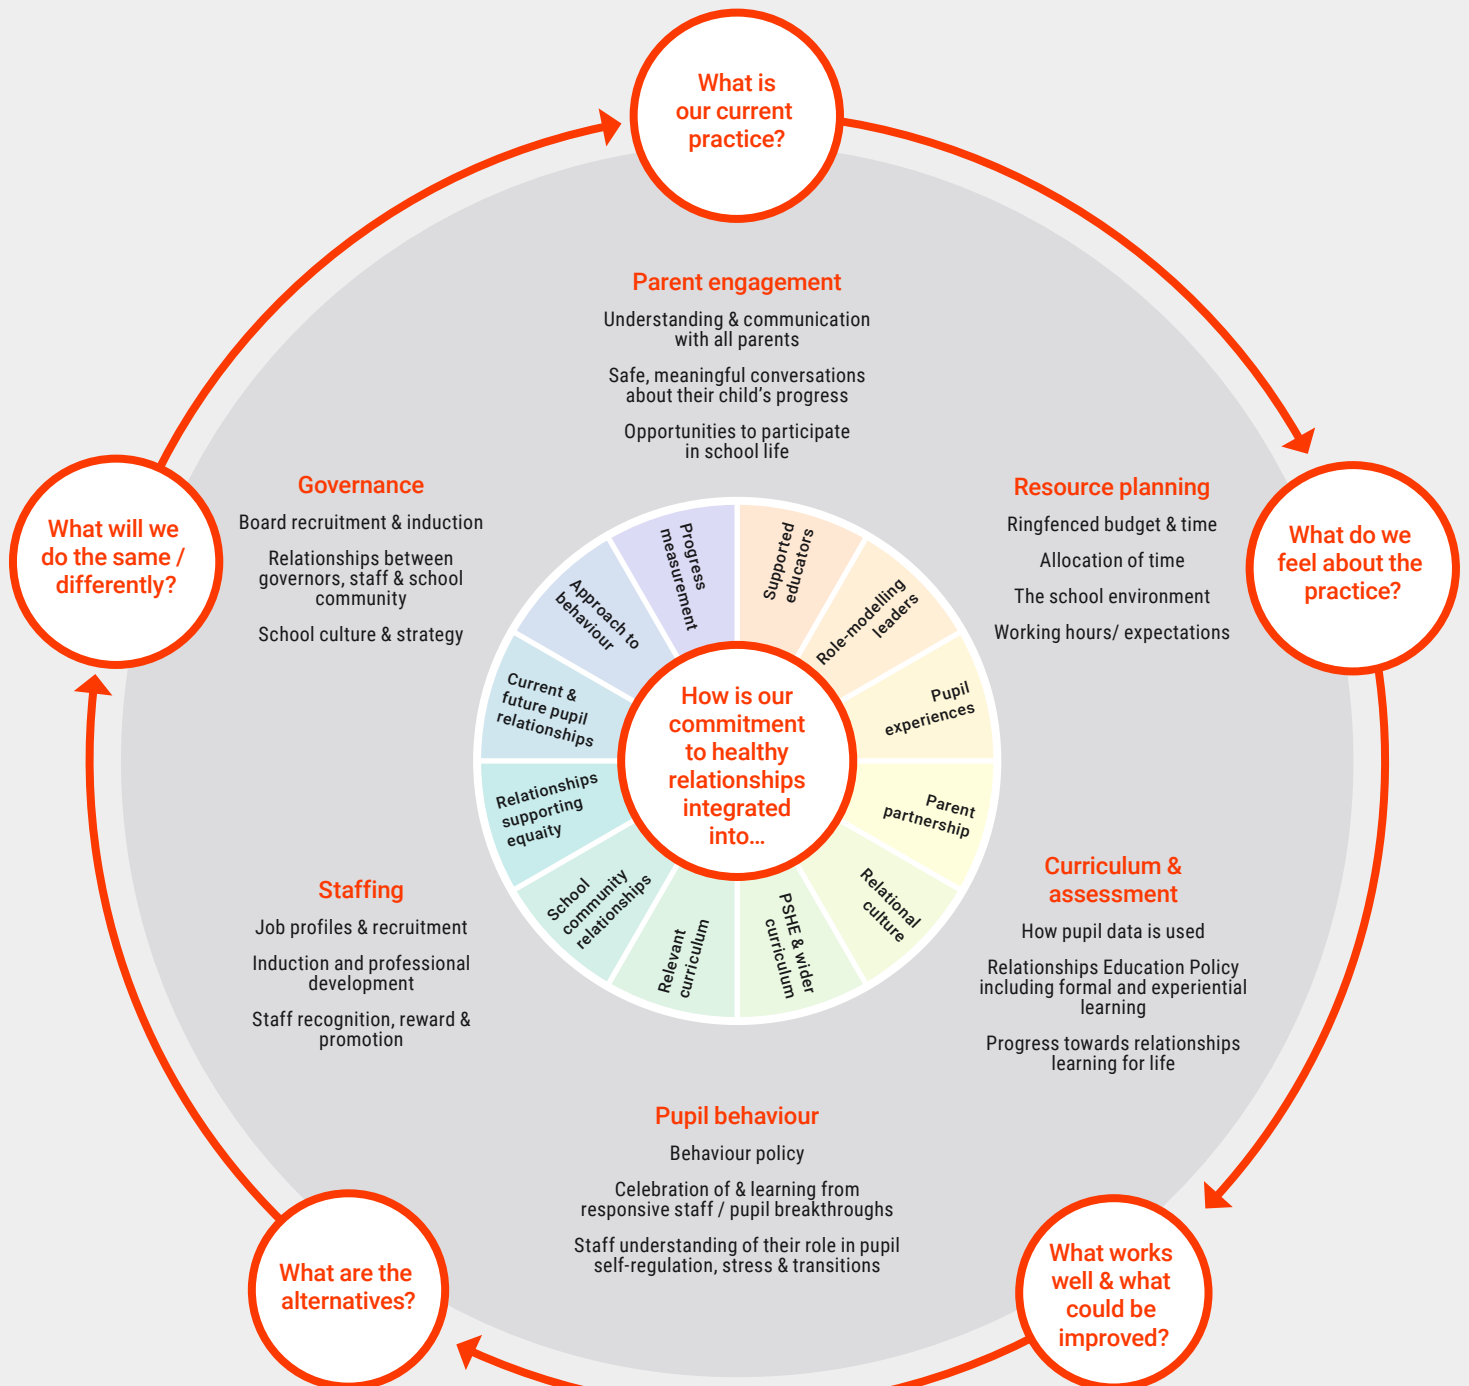 What is
our current
practice?
Parent engagement
Understanding & communication
with all parents
Safe, meaningful conversations
about their child’s progress
Opportunities to participate
in school life
Governance
Board recruitment & induction
Relationships between
governors, staff & school
community
School culture & strategy
Resource planning
Ringfenced budget & time
Allocation of time
The school environment
Working hours/ expectations
What will we
do the same /
differently?
What do we
feel about the
practice?
Supported
educators
Role-modelling
leaders
Pupil
experiences
Parent
partnership
Relational
culture
PSHE & wider
curriculum
Relevant
curriculum
School
community
relationships
Relationships
supporting
equaity
Current &
future pupil
relationships
Approach to
behaviour
Progress
measurement
How is our
commitment
to healthy
relationships
integrated
into...
Staffing
Job profiles & recruitment
Induction and professional
development
Staff recognition, reward &
promotion
Curriculum &
assessment
How pupil data is used
Relationships Education Policy
including formal and experiential
learning
Progress towards relationships
learning for life
Pupil behaviour
Behaviour policy
Celebration of & learning from
responsive staff / pupil breakthroughs
Staff understanding of their role in pupil
self-regulation, stress & transitions
What are the
alternatives?
What works
well & what
could be
improved?